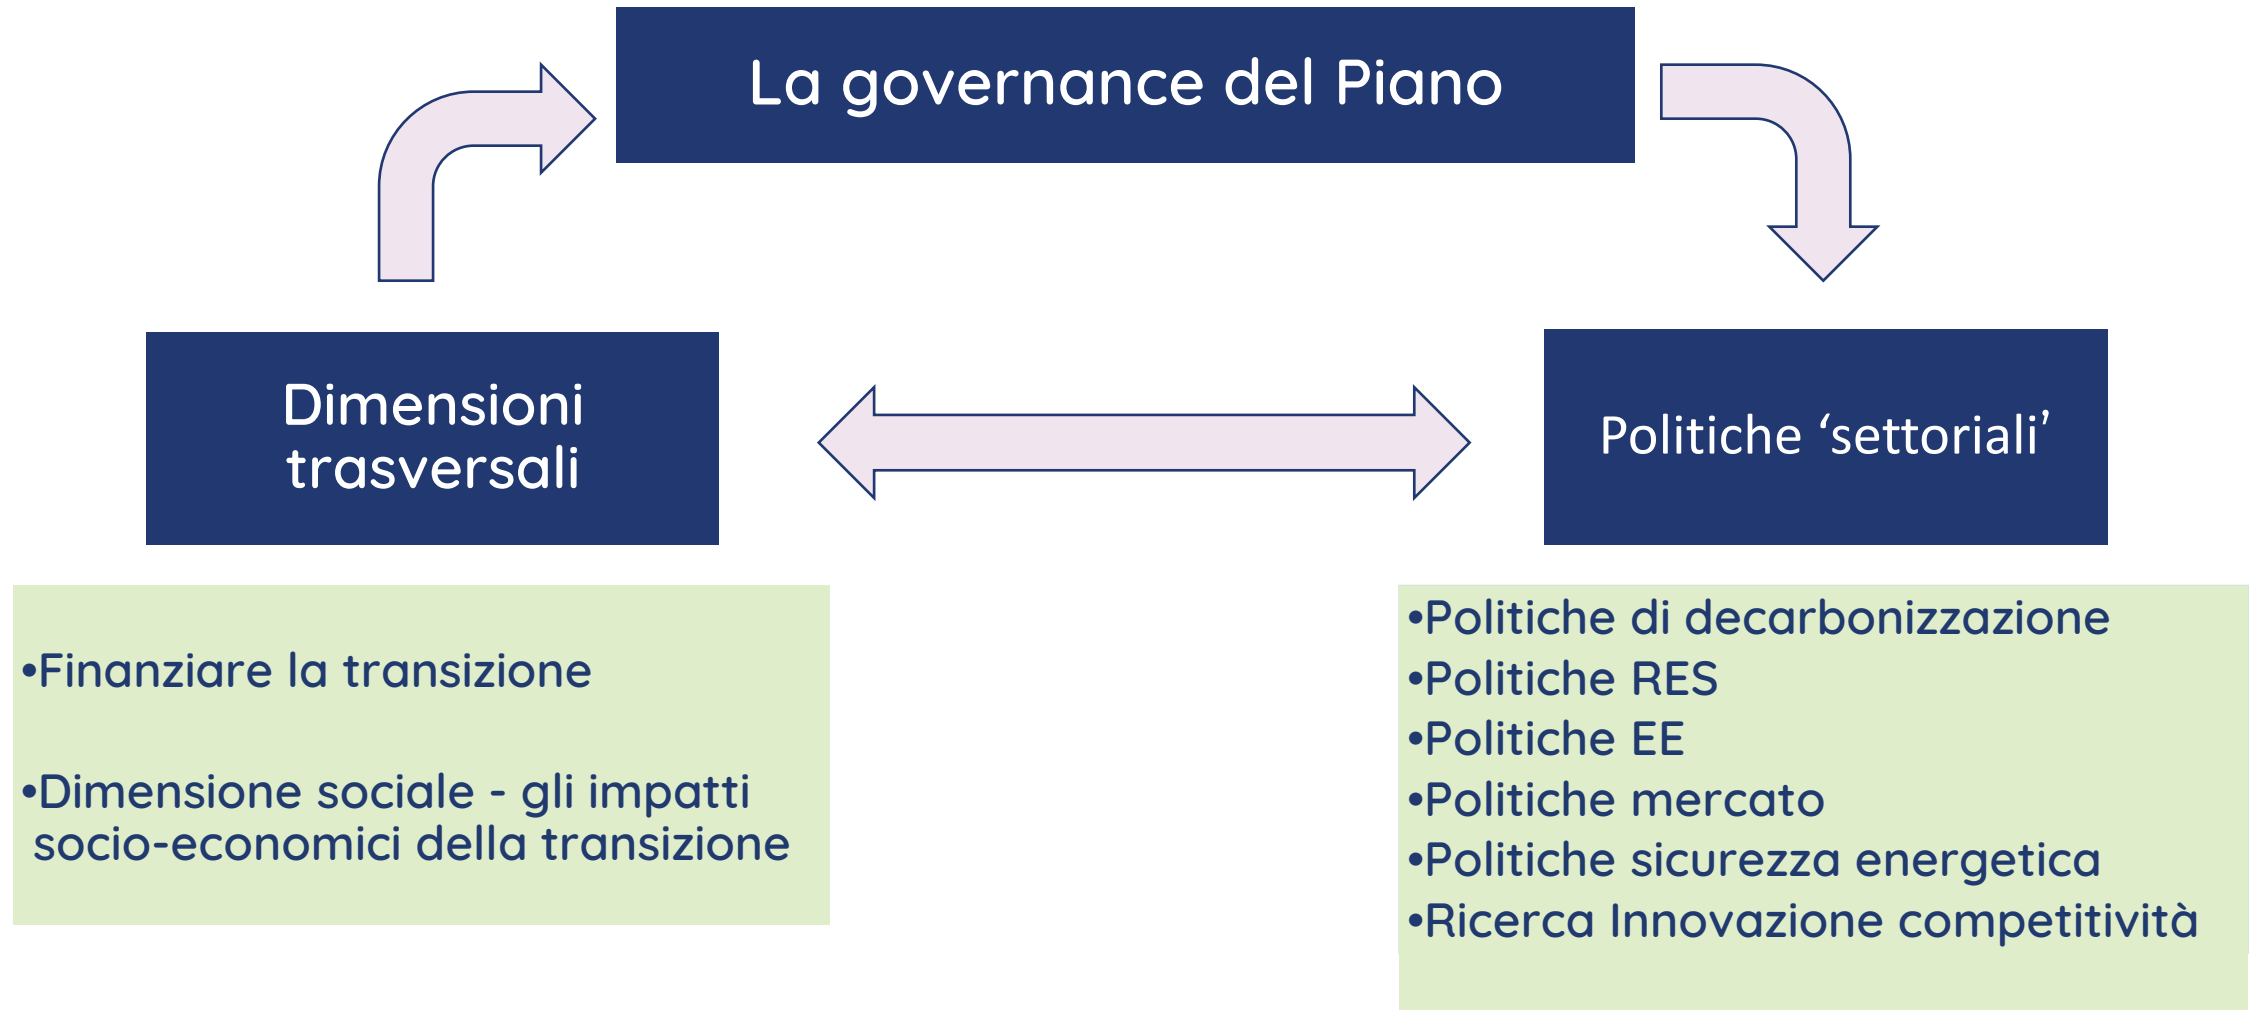 La governance del Piano
Dimensioni
trasversali
Politiche ‘settoriali’
•Finanziare la transizione
•Dimensione sociale - gli impatti
socio-economici della transizione
•Politiche di decarbonizzazione
•Politiche RES
•Politiche EE
•Politiche mercato
•Politiche sicurezza energetica
•Ricerca Innovazione competitività